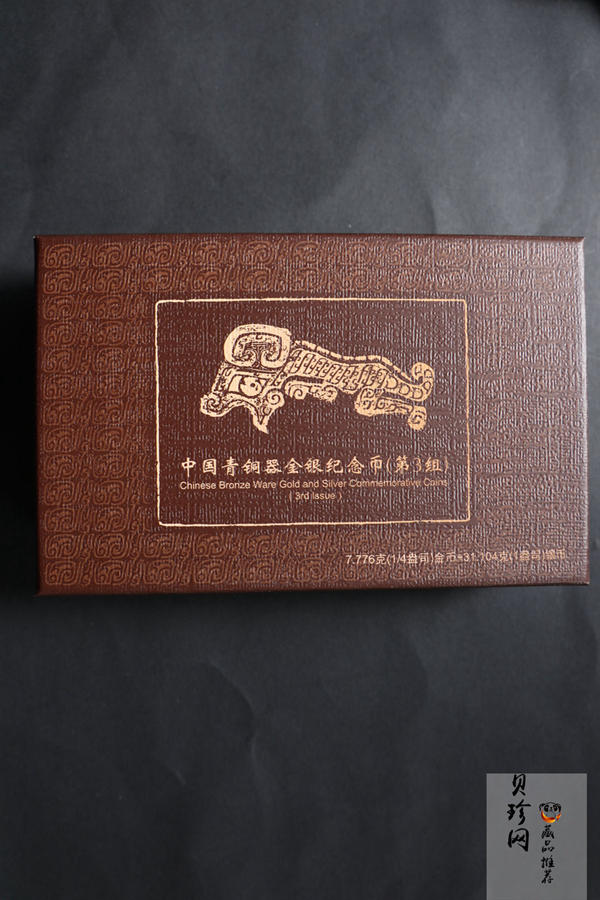 中国青铜器金银纪念币(第3组)
Chinese Bronze Ware Gold and Silver Commemorative Coins
( 3rd Issue )
7.776克(1/4盎司)金币+31.104克(1盎司)银币
贝珍网
藏品推荐